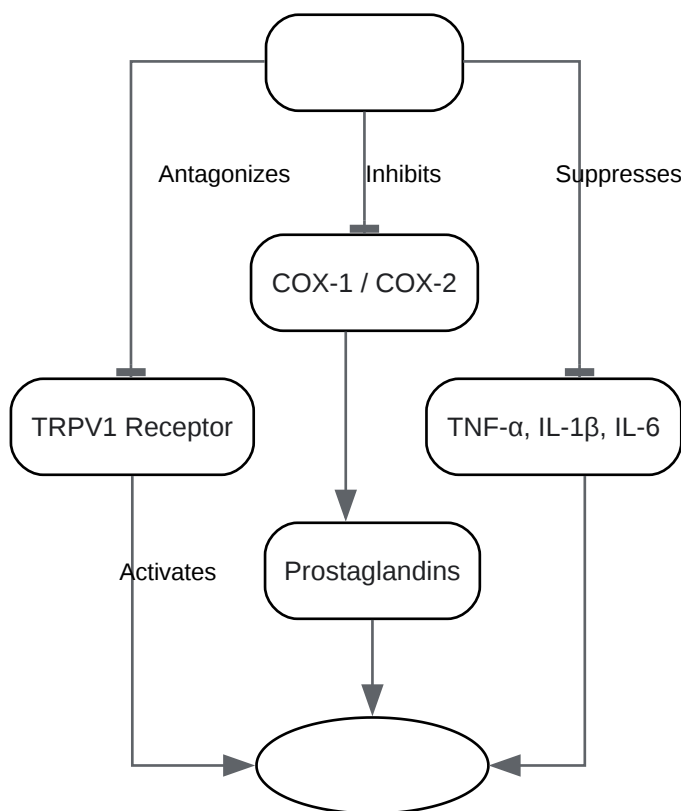 Antagonizes
Inhibits
Suppresses
COX-1 / COX-2
TRPV1 Receptor
TNF-α, IL-1β, IL-6
Activates
Prostaglandins